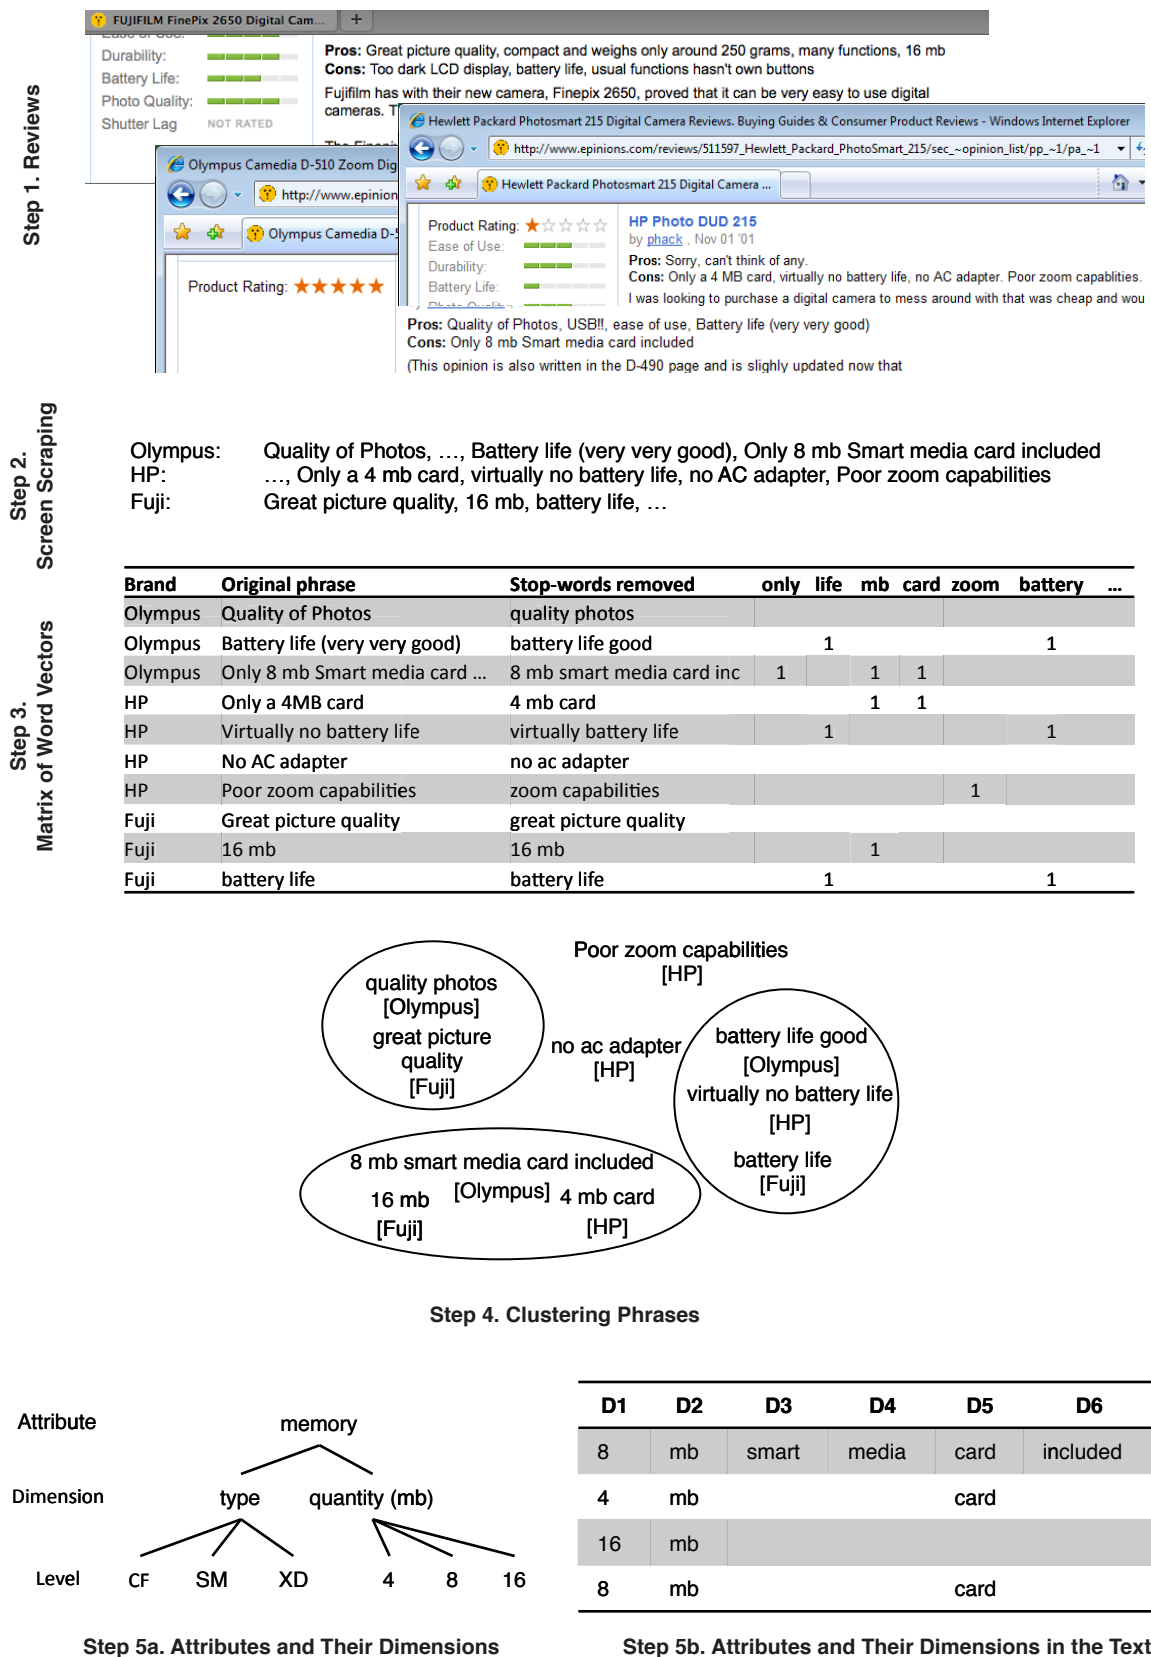 FUJIFILM FinePix 2650 Digital Cam...
+
Step 1. Reviews
Durability:
Battery Life:
Photo Quality:
Shutter Lag NOT RATED
Pros: Great picture quality, compact and weighs only around 250 grams, many functions, 16 mb
Cons: Too dark LCD display, battery life, usual functions hasn't own buttons
Fujifilm has with their new camera, Finepix 2650, proved that it can be very easy to use digital
cameras. T
Hewlett Packard Photosmart 215 Digital Camera Reviews. Buying Guides & Consumer Product Reviews - Windows Internet Explorer
http://www.epinions.com/reviews/511597_Hewlett_Packard_PhotoSmart_215/sec_~opinion_list/pp_~1/pa_~1
Hewlett Packard Photosmart 215 Digital Camera ...
Olympus Camedia D-510 Zoom Dig
http://www.epinion
Olympus Camedia D-5
Product Rating:
Product Rating:
Ease of Use:
Durability:
Battery Life:
HP Photo DUD 215
by phack , Nov 01 '01
Pros: Sorry, can't think of any.
Cons: Only a 4 MB card, virtually no battery life, no AC adapter. Poor zoom capablities.
I was looking to purchase a digital camera to mess around with that was cheap and wou
Pros: Quality of Photos, USB!!, ease of use, Battery life (very very good)
Cons: Only 8 mb Smart media card included
(This opinion is also written in the D-490 page and is slighly updated now that
Step 2.
Screen Scraping
Olympus: Quality of Photos, ..., Battery life (very very good), Only 8 mb Smart media card included
HP: ..., Only a 4 mb card, virtually no battery life, no AC adapter, Poor zoom capabilities
Fuji: Great picture quality, 16 mb, battery life, ...
Step 3.
Matrix of Word Vectors
Brand Original phrase Stop-words removed only life mb card zoom battery ...
Olympus Quality of Photos quality photos
Olympus Battery life (very very good) battery life good 1 1
Olympus Only 8 mb Smart media card ... 8 mb smart media card inc 1 1 1
HP Only a 4MB card 4 mb card 1 1
HP Virtually no battery life virtually battery life 1 1
HP No AC adapter no ac adapter
HP Poor zoom capabilities zoom capabilities 1
Fuji Great picture quality great picture quality
Fuji 16 mb 16 mb 1
Fuji battery life battery life 1 1
Poor zoom capabilities
[HP]
quality photos
[Olympus]
great picture
quality
[Fuji]
no ac adapter
[HP]
battery life good
[Olympus]
virtually no battery life
[HP]
battery life
[Fuji]
8 mb smart media card included
[Olympus]
16 mb
[Fuji]
4 mb card
[HP]
Step 4. Clustering Phrases
Attribute memory
Dimension type quantity (mb)
Level CF SM XD 4 8 16
Step 5a. Attributes and Their Dimensions
D1 D2 D3 D4 D5 D6
8 mb smart media card included
4 mb card
16 mb
8 mb card
Step 5b. Attributes and Their Dimensions in the Text